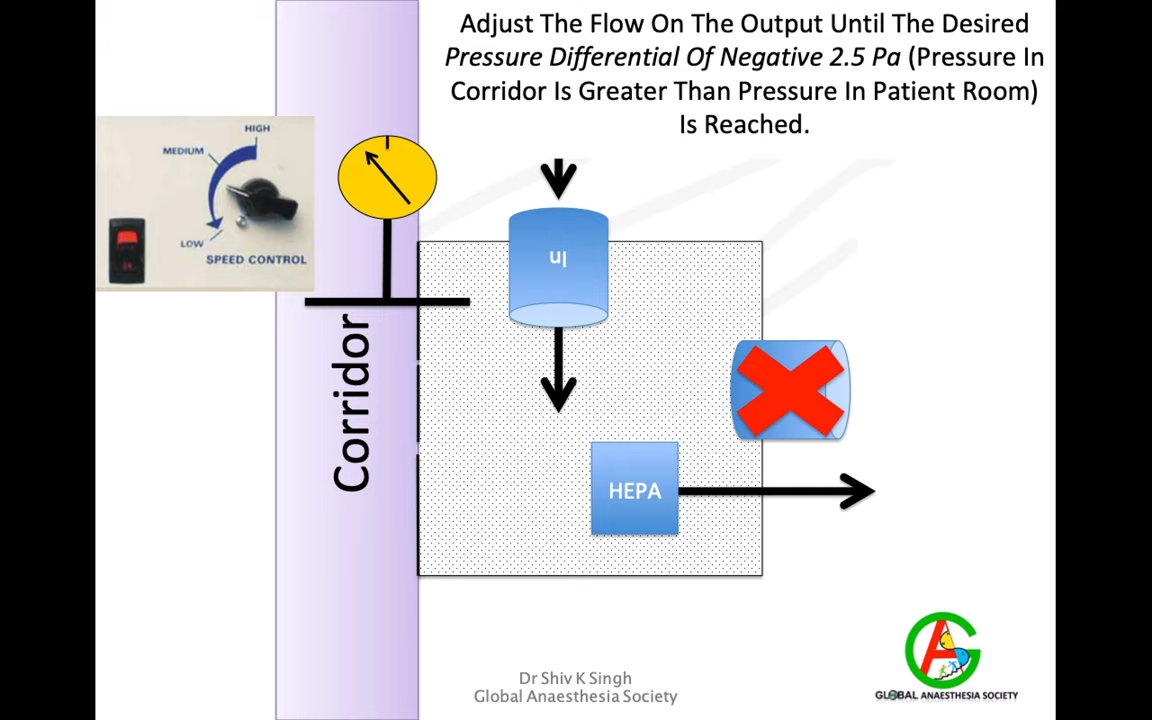 Adjust The Flow On The Output Until The Desired
Pressure Differential Of Negative 2.5 Pa (Pressure In
Corridor Is Greater Than Pressure In Patient Room)
Is Reached.
HIGH
MEDIUM
LOW
SPEED CONTROL
In
Corridor
HEPA
Dr Shiv K Singh
Global Anaesthesia Society
GLOBAL ANAESTHESIA SOCIETY